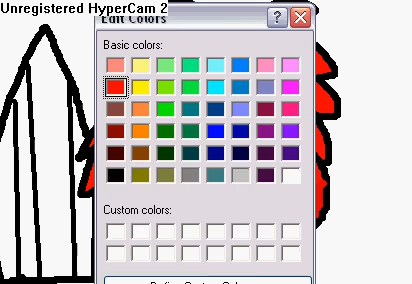 Unregistered HyperCam 2
Edit Colors
?
Basic colors:
Custom colors: